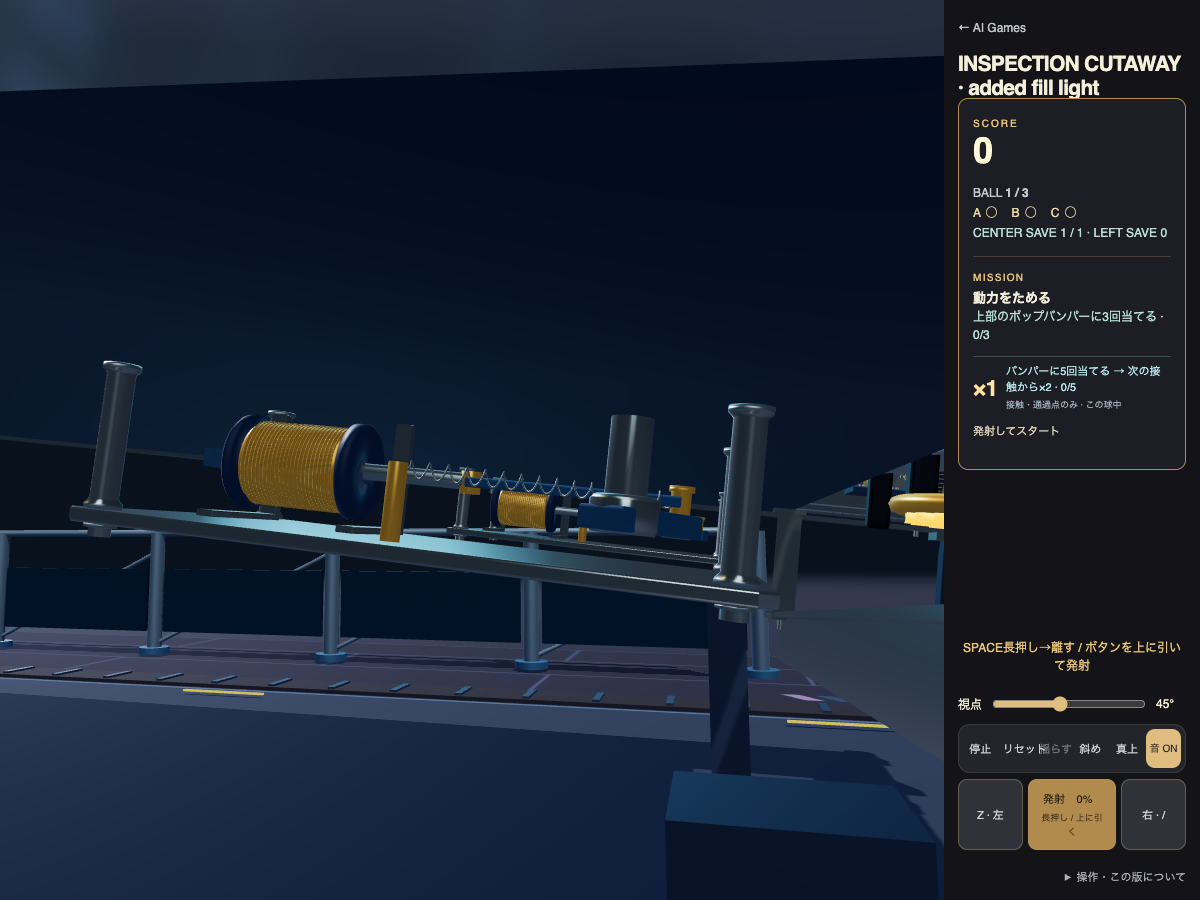 ← AI Games
INSPECTION CUTAWAY
· added fill light
SCORE
0
BALL 1 / 3
A ○ B ○ C ○
CENTER SAVE 1 / 1 · LEFT SAVE 0
MISSION
動力をためる
上部のポップバンパーに3回当てる ·
0/3
×1
バンパーに5回当てる → 次の接
触からx2 · 0/5
接触・通過点のみ · この球中
発射してスタート
SPACE長押し→離す / ボタンを上に引い
て発射
視点 45°
停止 リセット 揺らす 斜め 真上 音 ON
Z · 左
発射 0%
長押し / 上に引
く
右 · /
▶ 操作・この版について